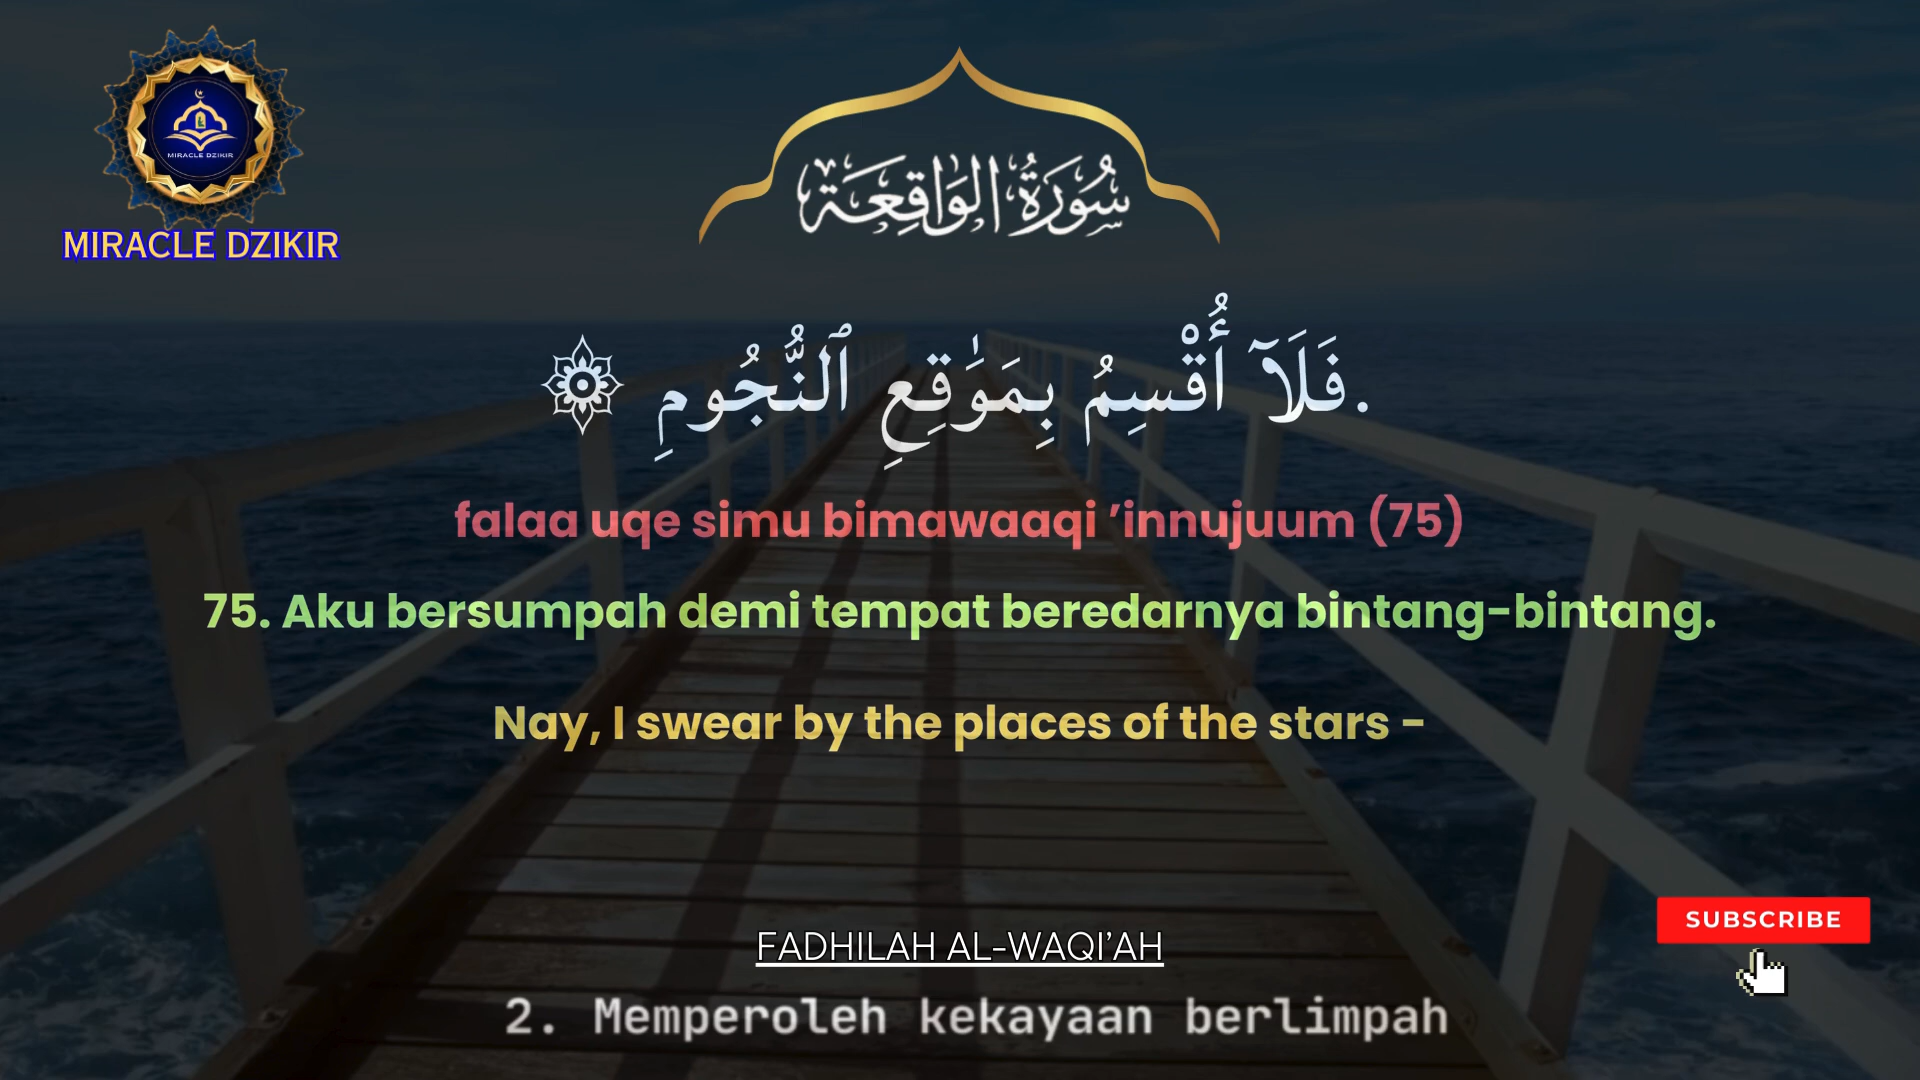 MIRACLE DZIKIR
MIRACLE DZIKIR
سُورَةُ الوَاقِعَة
فَلَآ أُقْسِمُ بِمَوَٰقِعِ ٱلنُّجُومِ.
falaa uqe simu bimawaaqi ’innujuum (75)
75. Aku bersumpah demi tempat beredarnya bintang-bintang.
Nay, I swear by the places of the stars -
SUBSCRIBE
FADHILAH AL-WAQI’AH
2. Memperoleh kekayaan berlimpah